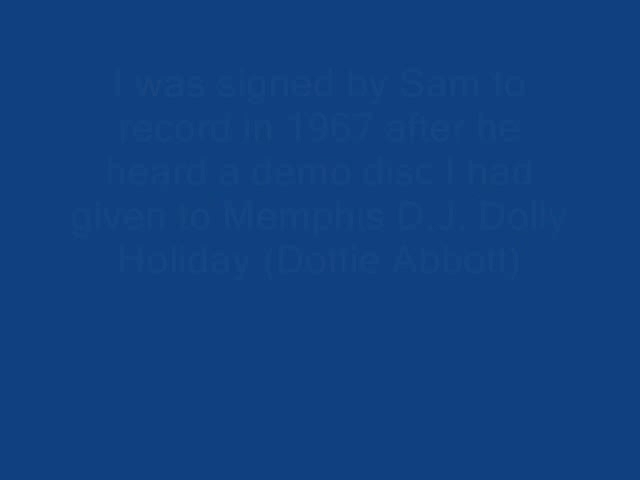 I was signed by Sam to
record in 1967 after he
heard a demo disc I had
given to Memphis D.J. Dolly
Holiday (Dottie Abbott)